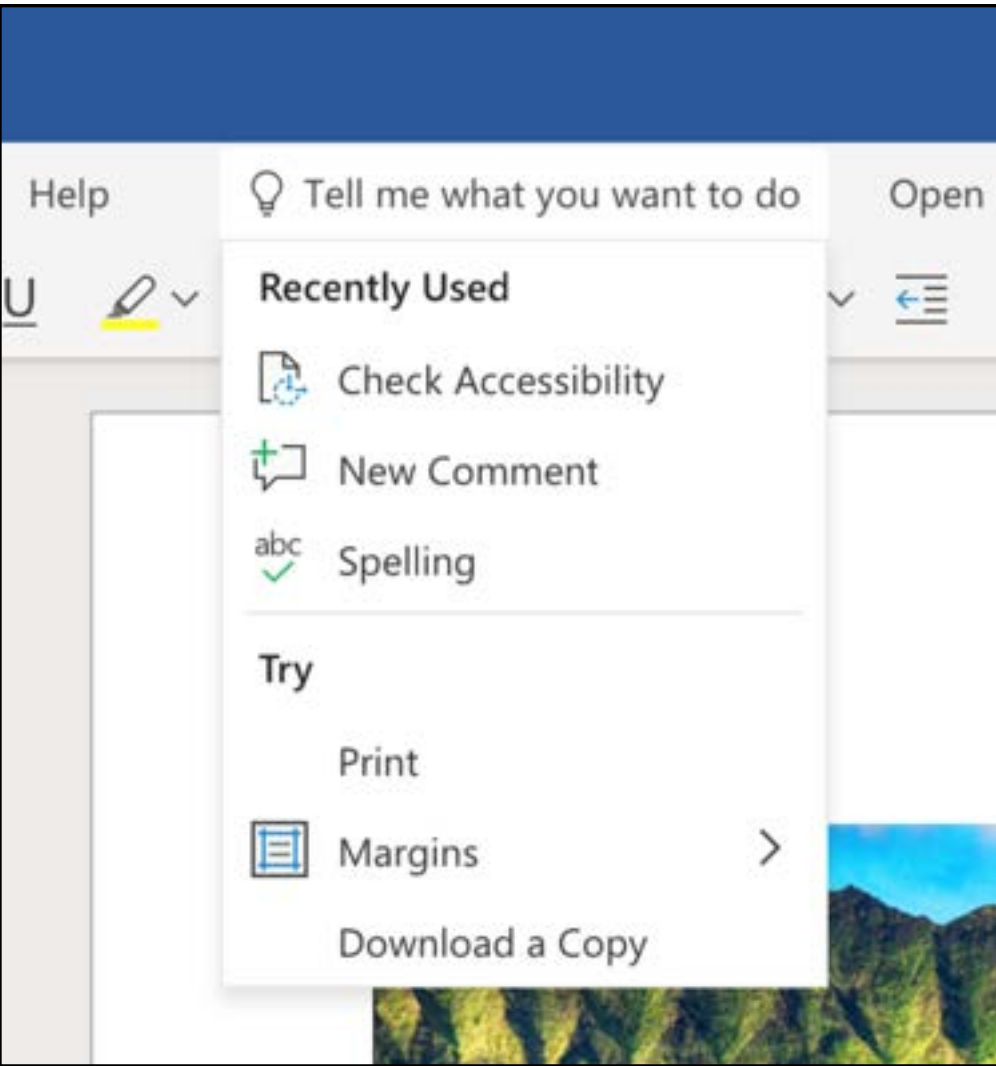 Help
Tell me what you want to do
Open
U
Recently Used
Check Accessibility
New Comment
abc
Spelling
Try
Print
Margins
Download a Copy